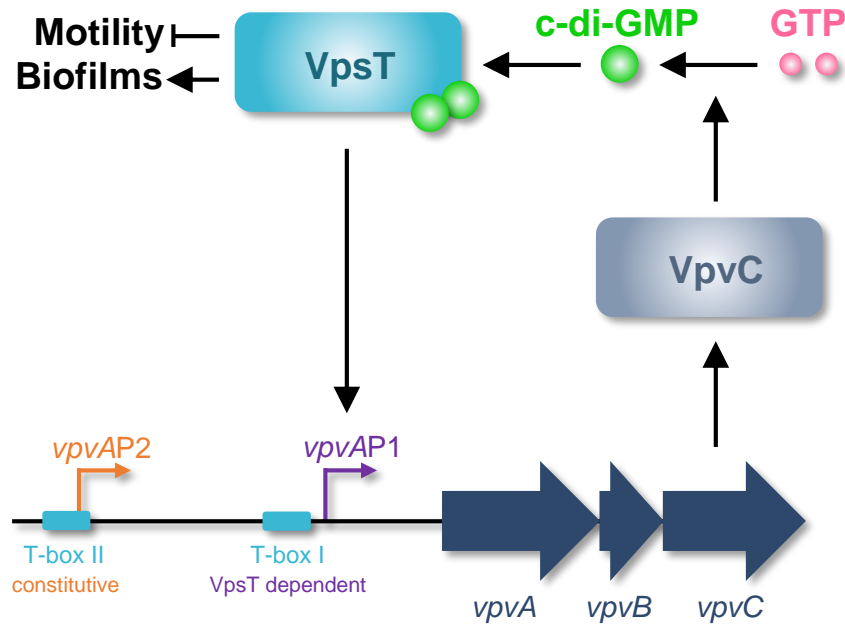 Motility
Biofilms
VpsT
c-di-GMP
GTP
VpvC
vpvAP2
vpvAP1
T-box II
constitutive
T-box I
VpsT dependent
vpvA
vpvB
vpvC